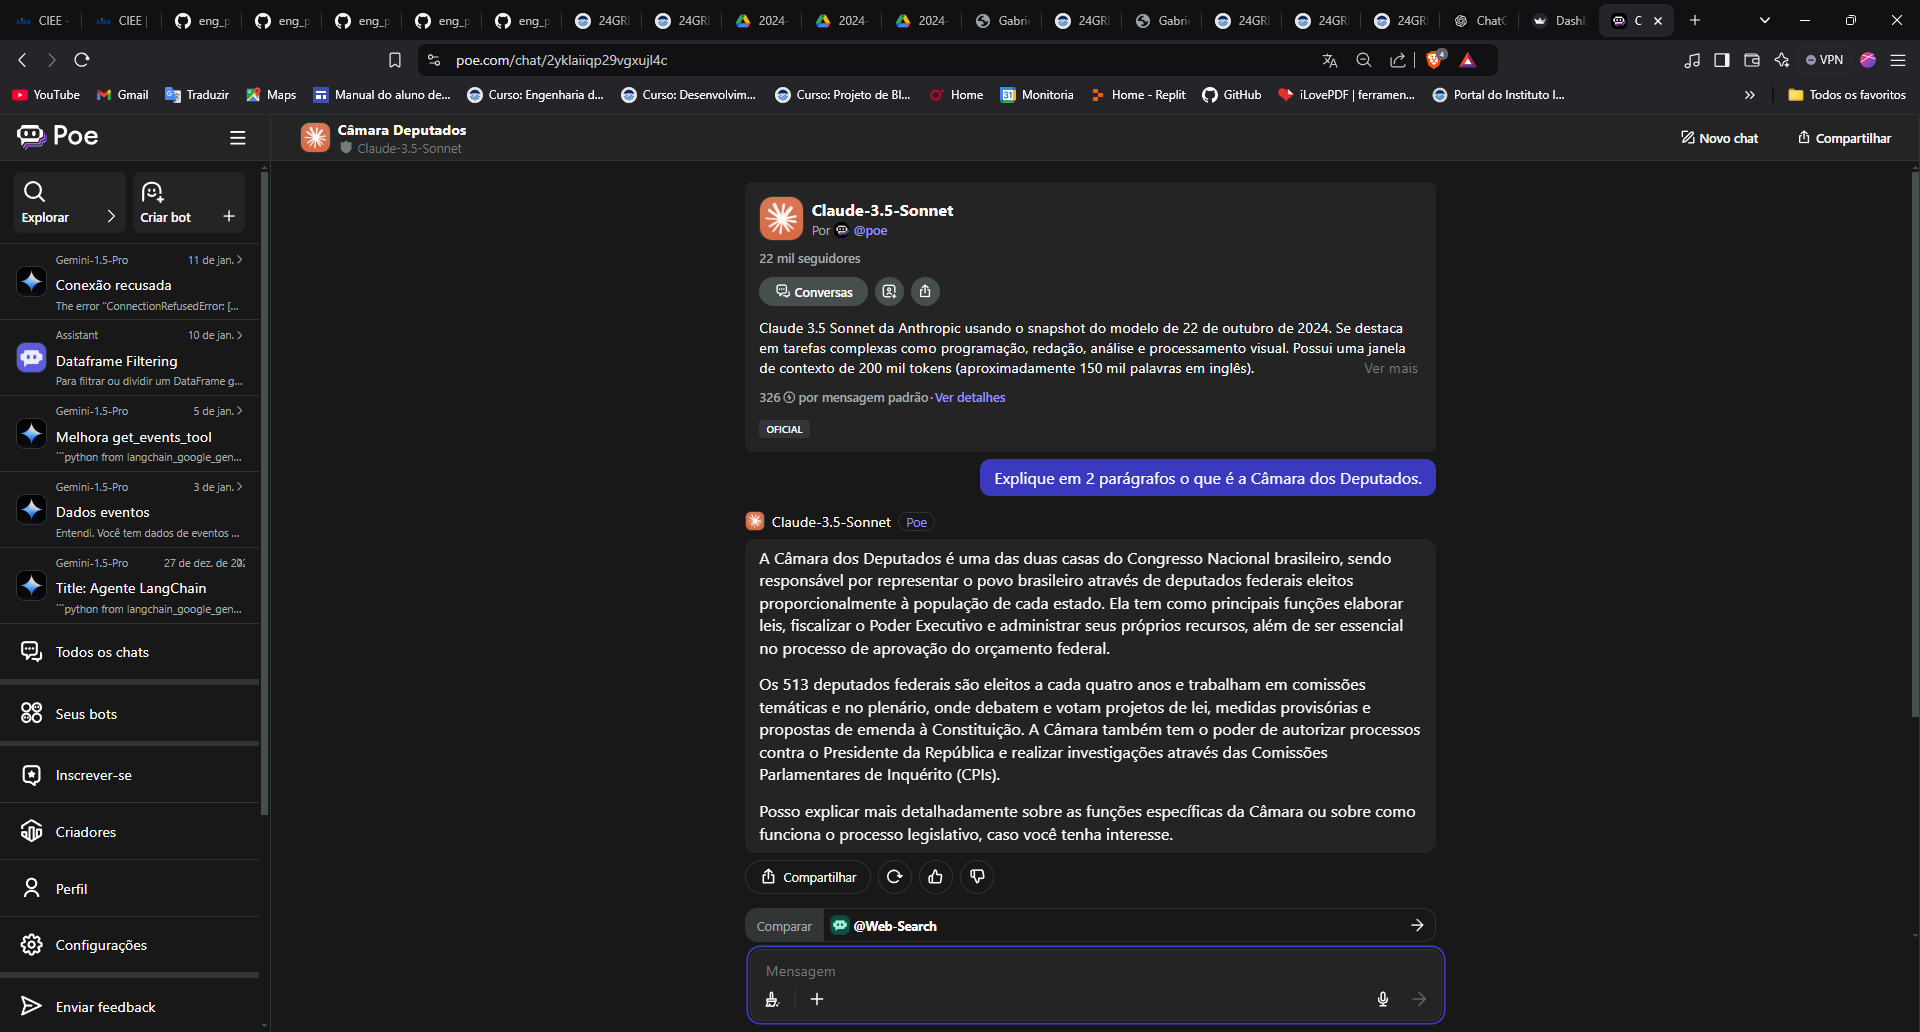 CIEE -
CIEE |
eng_p
eng_p
eng_p
eng_p
eng_p
24GRI
24GRI
2024-
2024-
2024-
Gabri
24GRI
Gabri
24GRI
24GRI
24GRI
ChatG
Dashl
C
poe.com/chat/2yklaiiqp29vgxujl4c
4
VPN
YouTube
Gmail
Traduzir
Maps
Manual do aluno de...
Curso: Engenharia d...
Curso: Desenvolvim...
Curso: Projeto de Bl...
Home
31
Monitoria
Home - Replit
GitHub
iLovePDF | ferramen...
Portal do Instituto I...
Todos os favoritos
Poe
Câmara Deputados
Claude-3.5-Sonnet
Novo chat
Compartilhar
Explorar
Criar bot
Gemini-1.5-Pro 11 de jan.
Conexão recusada
The error "ConnectionRefusedError: [...
Assistant 10 de jan.
Dataframe Filtering
Para filtrar ou dividir um DataFrame g...
Gemini-1.5-Pro 5 de jan.
Melhora get_events_tool
```python from langchain_google_gen...
Gemini-1.5-Pro 3 de jan.
Dados eventos
Entendi. Você tem dados de eventos ...
Gemini-1.5-Pro 27 de dez. de 202
Title: Agente LangChain
```python from langchain_google_gen...
Todos os chats
Seus bots
Inscrever-se
Criadores
Perfil
Configurações
Enviar feedback
Claude-3.5-Sonnet
Por @poe
22 mil seguidores
Conversas
Claude 3.5 Sonnet da Anthropic usando o snapshot do modelo de 22 de outubro de 2024. Se destaca
em tarefas complexas como programação, redação, análise e processamento visual. Possui uma janela
de contexto de 200 mil tokens (aproximadamente 150 mil palavras em inglês). Ver mais
326 por mensagem padrão · Ver detalhes
OFICIAL
Explique em 2 parágrafos o que é a Câmara dos Deputados.
Claude-3.5-Sonnet Poe
A Câmara dos Deputados é uma das duas casas do Congresso Nacional brasileiro, sendo
responsável por representar o povo brasileiro através de deputados federais eleitos
proporcionalmente à população de cada estado. Ela tem como principais funções elaborar
leis, fiscalizar o Poder Executivo e administrar seus próprios recursos, além de ser essencial
no processo de aprovação do orçamento federal.
Os 513 deputados federais são eleitos a cada quatro anos e trabalham em comissões
temáticas e no plenário, onde debatem e votam projetos de lei, medidas provisórias e
propostas de emenda à Constituição. A Câmara também tem o poder de autorizar processos
contra o Presidente da República e realizar investigações através das Comissões
Parlamentares de Inquérito (CPIs).
Posso explicar mais detalhadamente sobre as funções específicas da Câmara ou sobre como
funciona o processo legislativo, caso você tenha interesse.
Compartilhar
Comparar @Web-Search
Mensagem